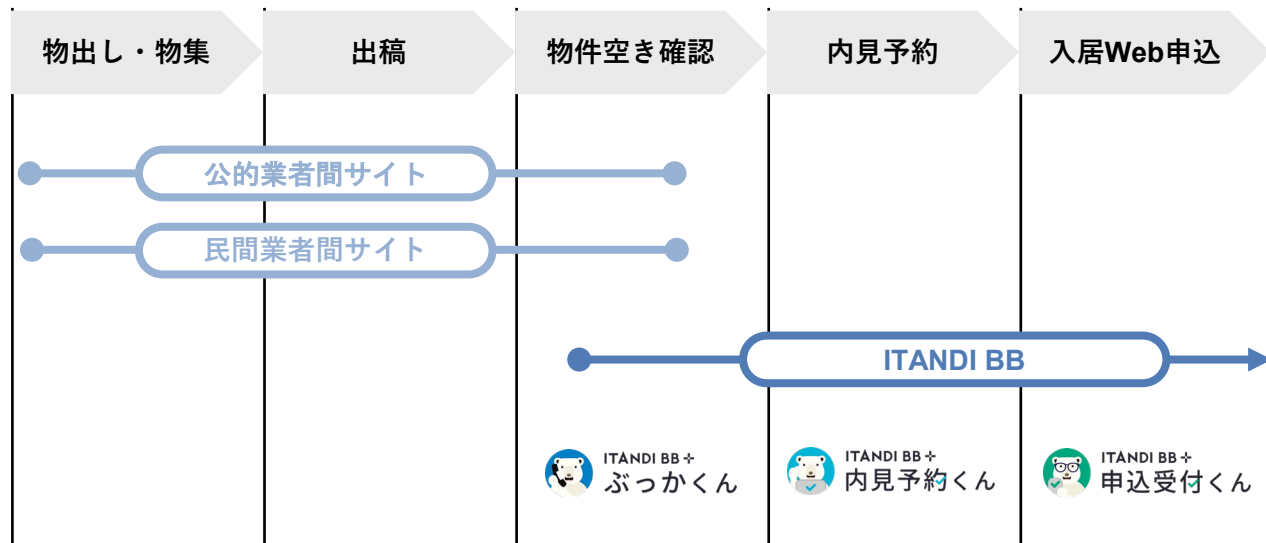 物出し・物集
出稿
物件空き確認
内見予約
入居Web申込
公的業者間サイト
民間業者間サイト
ITANDI BB
ITANDI BB +
ぶっかくん
ITANDI BB +
内見予約くん
ITANDI BB +
申込受付くん